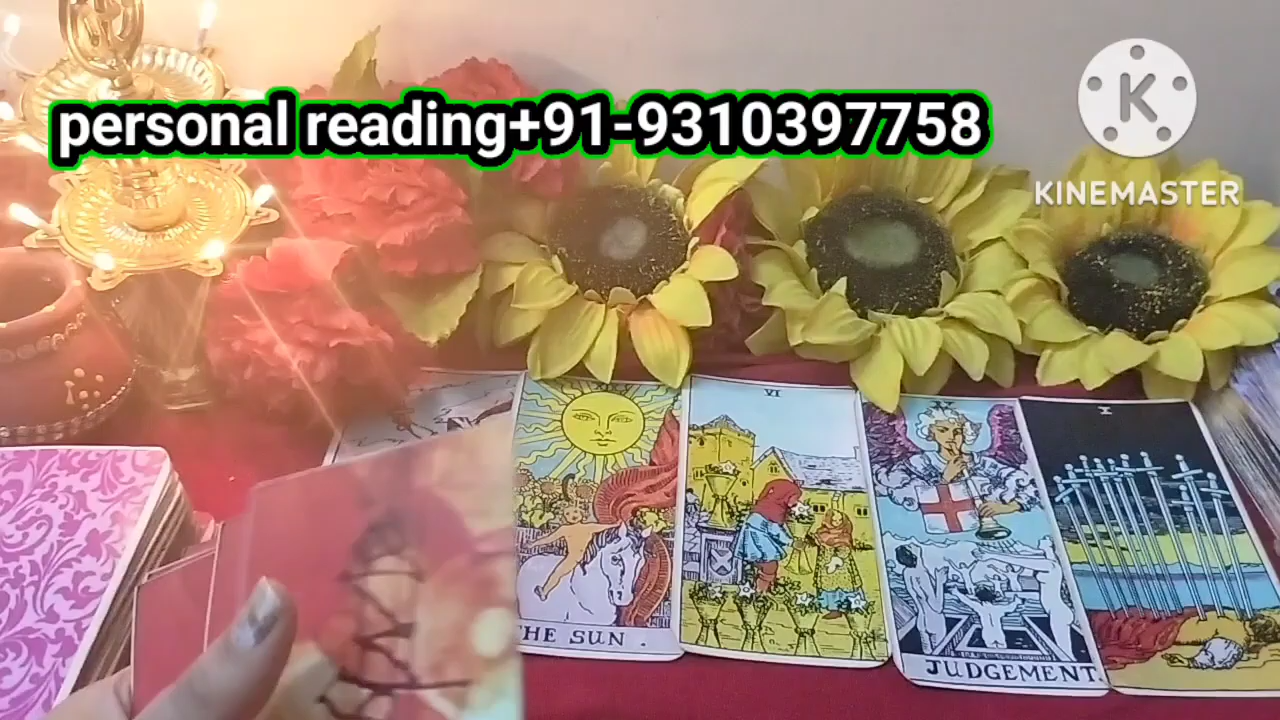 personal reading+91-9310397758
K
KINEMASTER
VI
X
THE SUN .
JUDGEMENT.